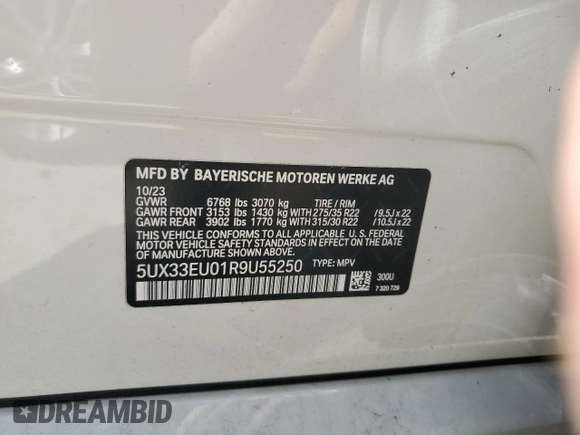 MFD BY BAYERISCHE MOTOREN WERKE AG
10/23
GVWR 6768 lbs 3070 kg TIRE / RIM
GAWR FRONT 3153 lbs 1430 kg WITH 275/35 R22 /9.5J x 22
GAWR REAR 3902 lbs 1770 kg WITH 315/30 R22 /10.5J x 22
THIS VEHICLE CONFORMS TO ALL APPLICABLE
U.S. FEDERAL MOTOR VEHICLE SAFETY
STANDARDS IN EFFECT ON THE DATE OF
MANUFACTURE SHOWN ABOVE.
5UX33EU01R9U55250 TYPE: MPV
300U
7 320 729
DREAMBID